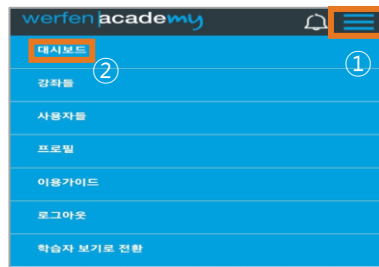 werfen academy
①
대시보드
②
강좌들
사용자들
프로필
이용가이드
로그아웃
학습자 보기로 전환